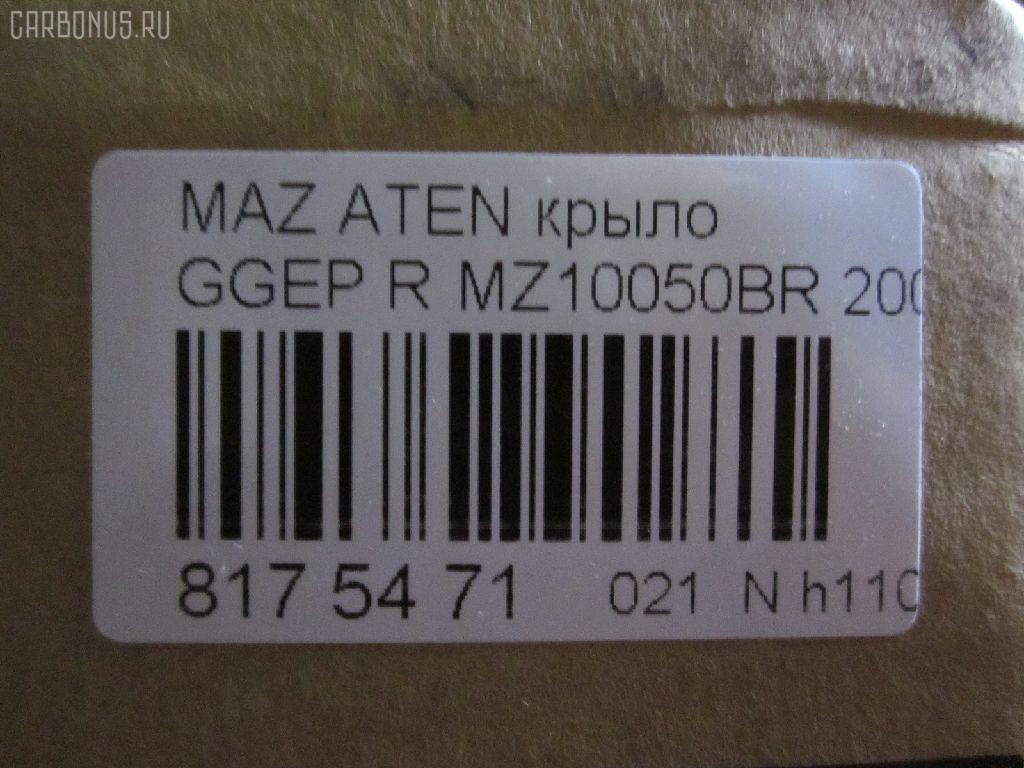 CARBONUS.RU
MAZ ATEN крыло
GGEP R MZ10050BR 200
817 54 71 021 N h110